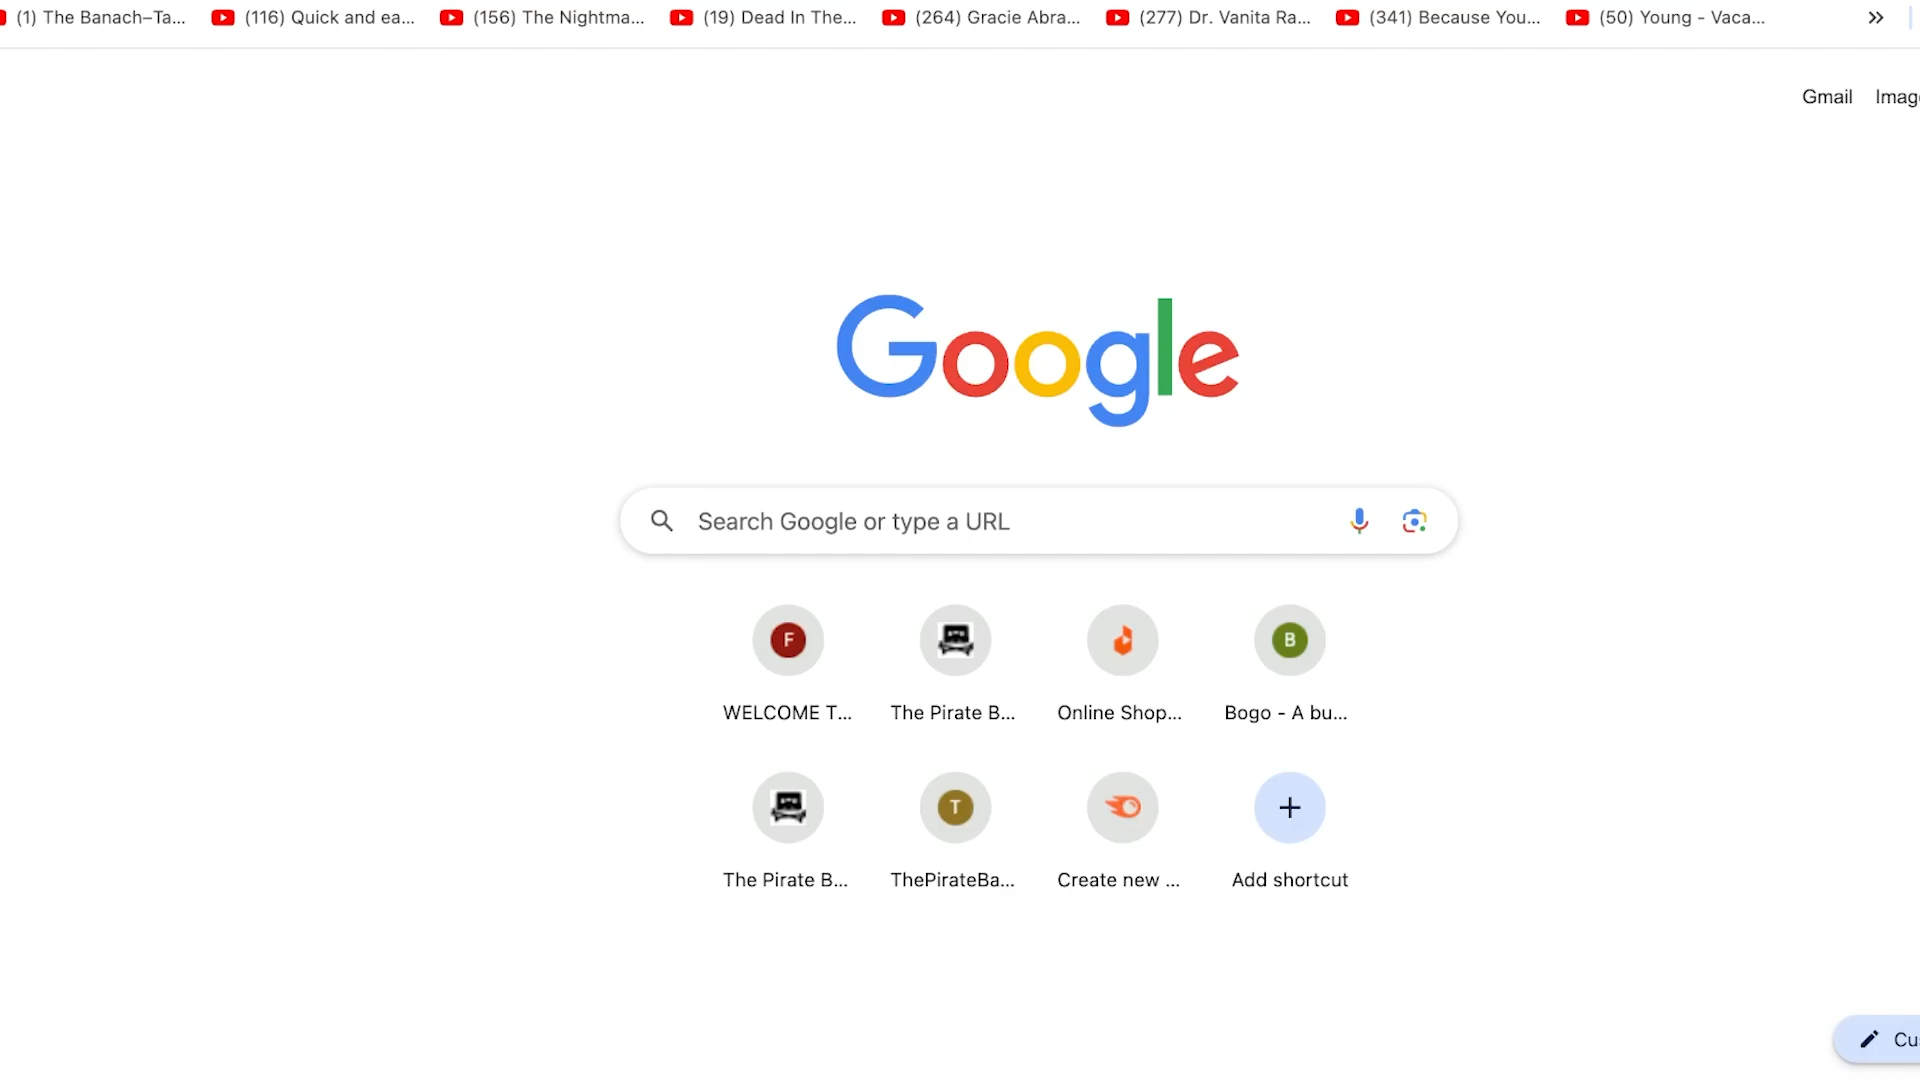 (1) The Banach–Ta... (116) Quick and ea... (156) The Nightma... (19) Dead In The... (264) Gracie Abra... (277) Dr. Vanita Ra... (341) Because You... (50) Young - Vaca...
Gmail Imag
Google
Search Google or type a URL
F B
WELCOME T... The Pirate B... Online Shop... Bogo - A bu...
T
The Pirate B... ThePirateBa... Create new ... Add shortcut
Cus